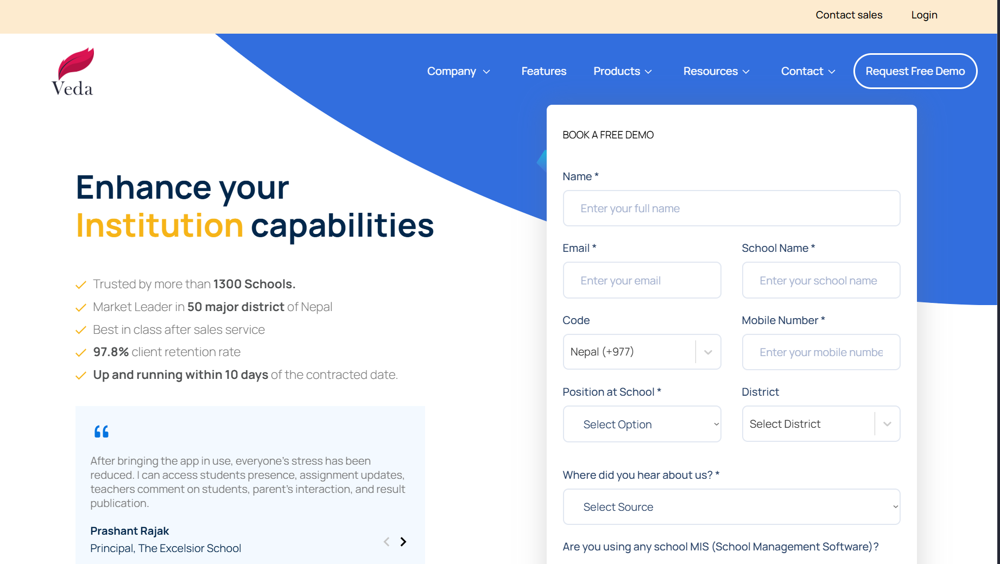 Contact sales
Login
Veda
Company
Features
Products
Resources
Contact
Request Free Demo
Enhance your
Institution capabilities
Trusted by more than 1300 Schools.
Market Leader in 50 major district of Nepal
Best in class after sales service
97.8% client retention rate
Up and running within 10 days of the contracted date.
“
After bringing the app in use, everyone's stress has been
reduced. I can access students presence, assignment updates,
teachers comment on students, parent's interaction, and result
publication.
Prashant Rajak
Principal, The Excelsior School
BOOK A FREE DEMO
Name *
Enter your full name
Email *
School Name *
Enter your email
Enter your school name
Code
Mobile Number *
Nepal (+977)
Enter your mobile numbe
Position at School *
District
Select Option
Select District
Where did you hear about us? *
Select Source
Are you using any school MIS (School Management Software)?